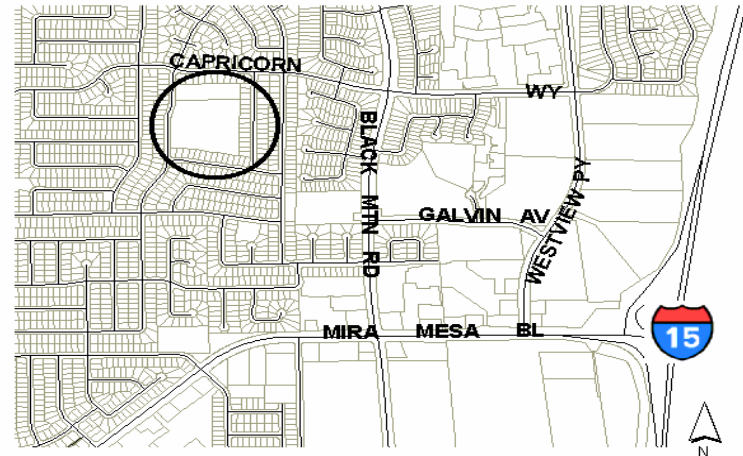 CAPRICORN
WY
BLACK MTN RD
GALVIN AV
WESTVIEW PY
MIRA MESA BL
15
N